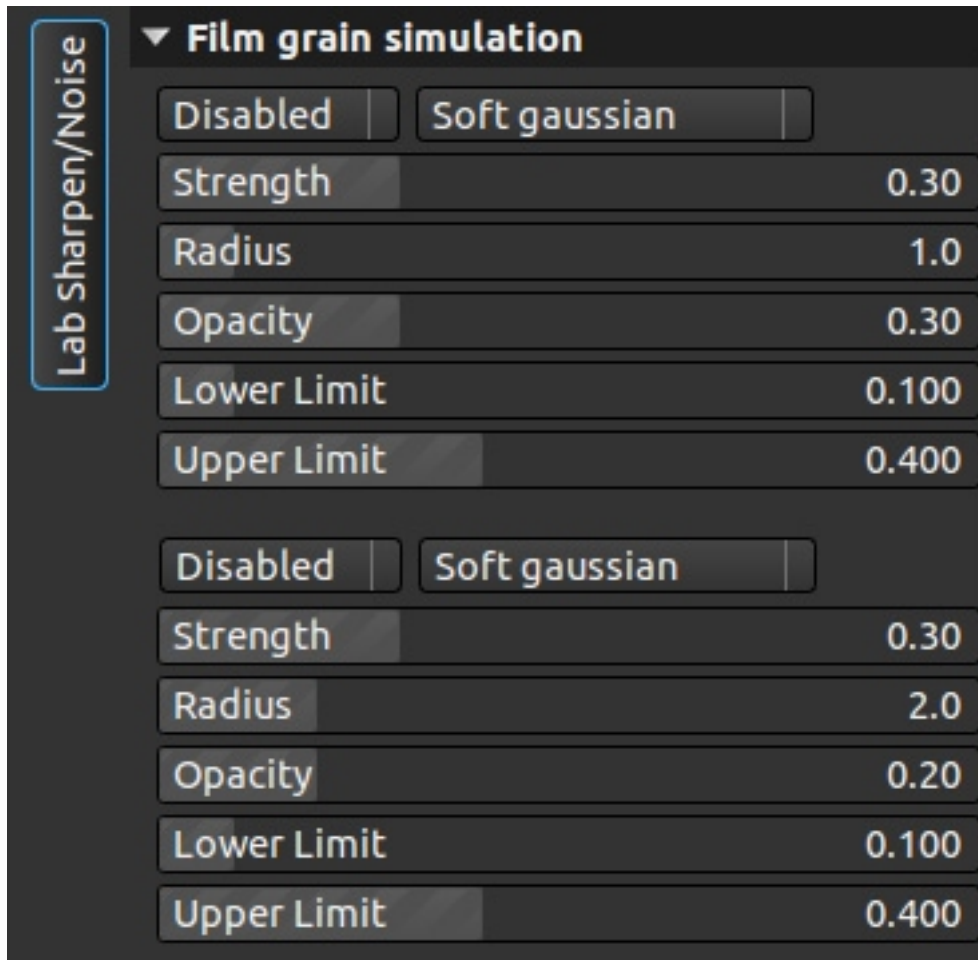 Lab Sharpen/Noise
Film grain simulation
Disabled Soft gaussian
Strength 0.30
Radius 1.0
Opacity 0.30
Lower Limit 0.100
Upper Limit 0.400
Disabled Soft gaussian
Strength 0.30
Radius 2.0
Opacity 0.20
Lower Limit 0.100
Upper Limit 0.400